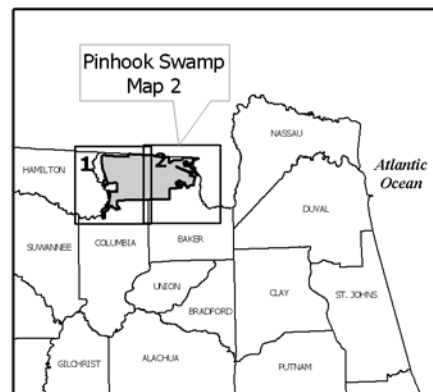 Pinhook Swamp
Map 2
NASSAU
1
2
HAMILTON
Atlantic
Ocean
DUVAL
SUWANNEE
COLUMBIA
BAKER
UNION
CLAY
ST. JOHNS
BRADFORD
GILCHRIST
ALACHUA
PUTNAM